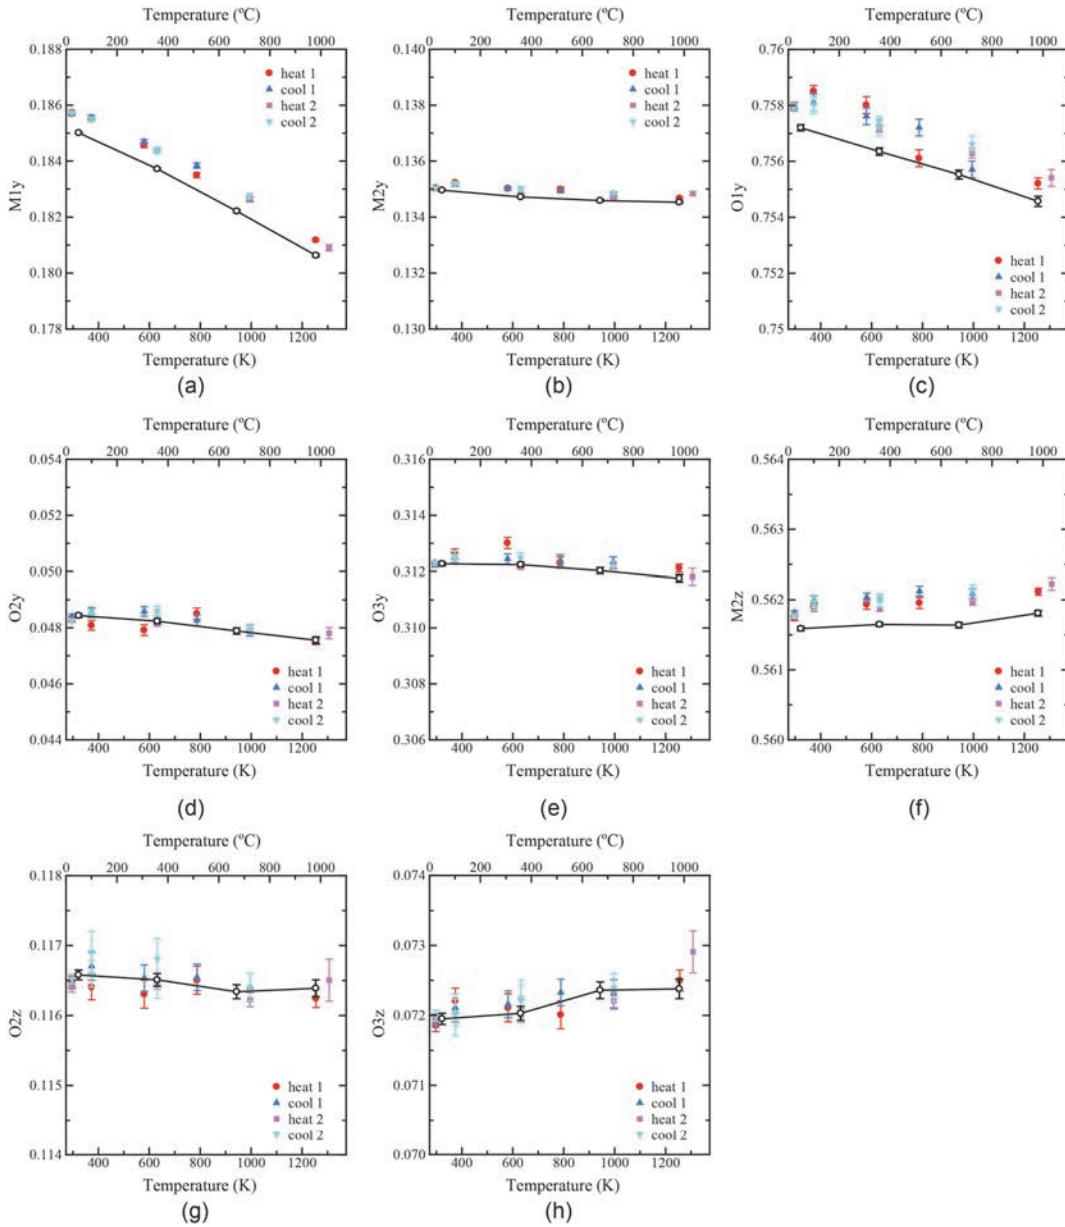 Temperature (ºC) Temperature (ºC) Temperature (ºC)
0 200 400 600 800 1000 0 200 400 600 800 1000 0 200 400 600 800 1000
0.188 0.140 0.76
heat 1 heat 1
cool 1 cool 1
heat 2 heat 2
cool 2 cool 2
0.186 0.138 0.758
0.184 0.136 0.756
M1y M2y O1y
0.182 0.134 0.754
heat 1
cool 1
heat 2
cool 2
0.180 0.132 0.752
0.178 0.130 0.75
400 600 800 1000 1200 400 600 800 1000 1200 400 600 800 1000 1200
Temperature (K) Temperature (K) Temperature (K)
(a) (b) (c)
Temperature (ºC) Temperature (ºC) Temperature (ºC)
0 200 400 600 800 1000 0 200 400 600 800 1000 0 200 400 600 800 1000
0.054 0.316 0.564
0.052 0.314 0.563
0.050 0.312
O2y O3y M2z
0.562
0.048 0.310
heat 1 heat 1 heat 1
cool 1 cool 1 cool 1
heat 2 heat 2 heat 2
cool 2 cool 2 cool 2
0.046 0.308 0.561
0.044 0.306 0.560
400 600 800 1000 1200 400 600 800 1000 1200 400 600 800 1000 1200
Temperature (K) Temperature (K) Temperature (K)
(d) (e) (f)
Temperature (ºC) Temperature (ºC)
0 200 400 600 800 1000 0 200 400 600 800 1000
0.118 0.074
0.117 0.073
O2z O3z
0.116 0.072
0.115 0.071
heat 1 heat 1
cool 1 cool 1
heat 2 heat 2
cool 2 cool 2
0.114 0.070
400 600 800 1000 1200 400 600 800 1000 1200
Temperature (K) Temperature (K)
(g) (h)